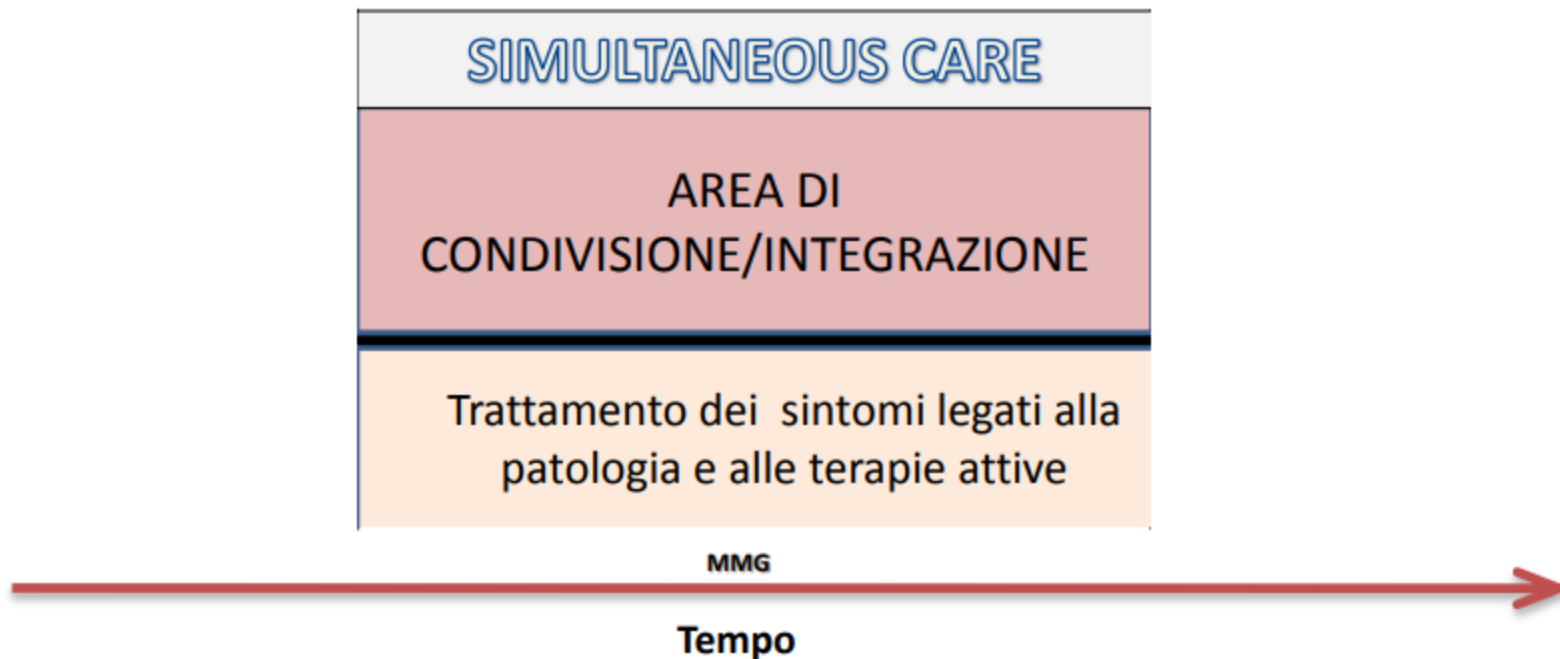 SIMULTANEOUS CARE
AREA DI
CONDIVISIONE/INTEGRAZIONE
Trattamento dei sintomi legati alla
patologia e alle terapie attive
MMG
Tempo